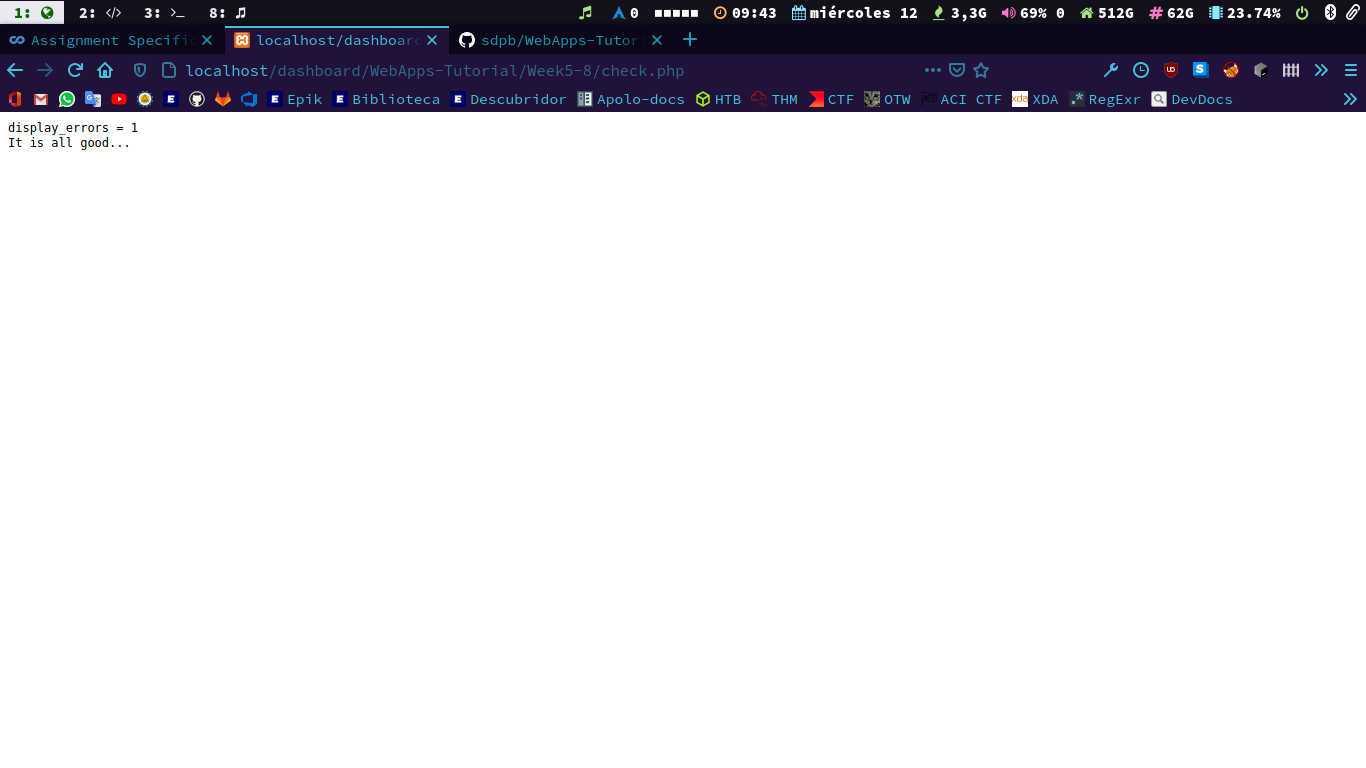 1: 2: 3: 8: 0 09:43 miércoles 12 3,3G 69% 0 512G 62G 23.74%
Assignment Specific localhost/dashboard sdpb/WebApps-Tutori
localhost/dashboard/WebApps-Tutorial/Week5-8/check.php
Epik Biblioteca Descubridor Apolo-docs HTB THM CTF OTW ACI CTF XDA RegExr DevDocs
display_errors = 1
It is all good...